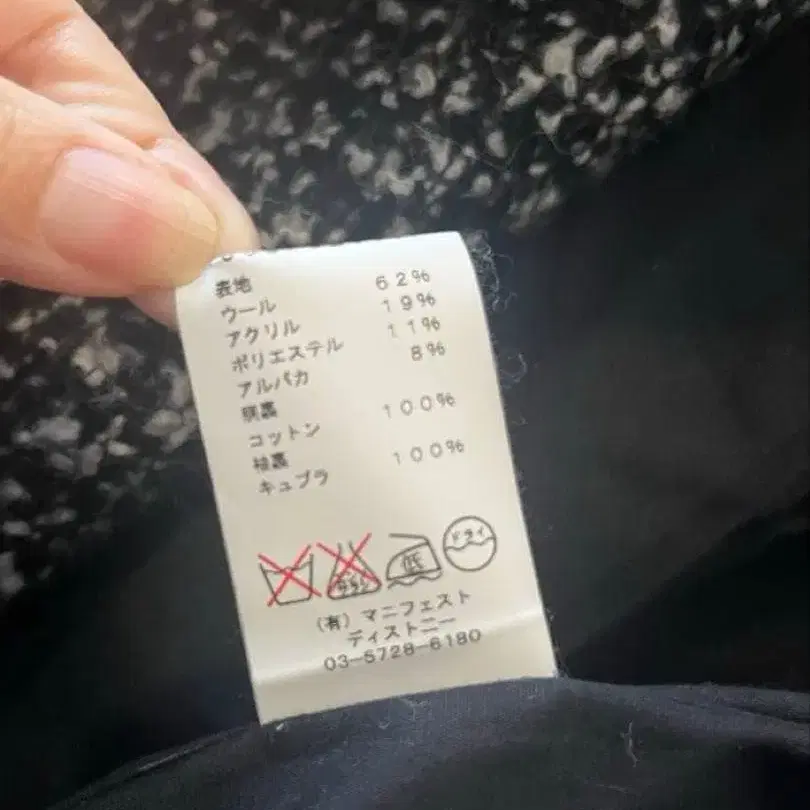 表地
ウール 62%
アクリル 19%
ポリエステル 11%
アルパカ 8%
胴裏
コットン 100%
袖裏
キュプラ 100%
低 ドライ
(有)マニフェスト
ディストニー
03-5728-6180